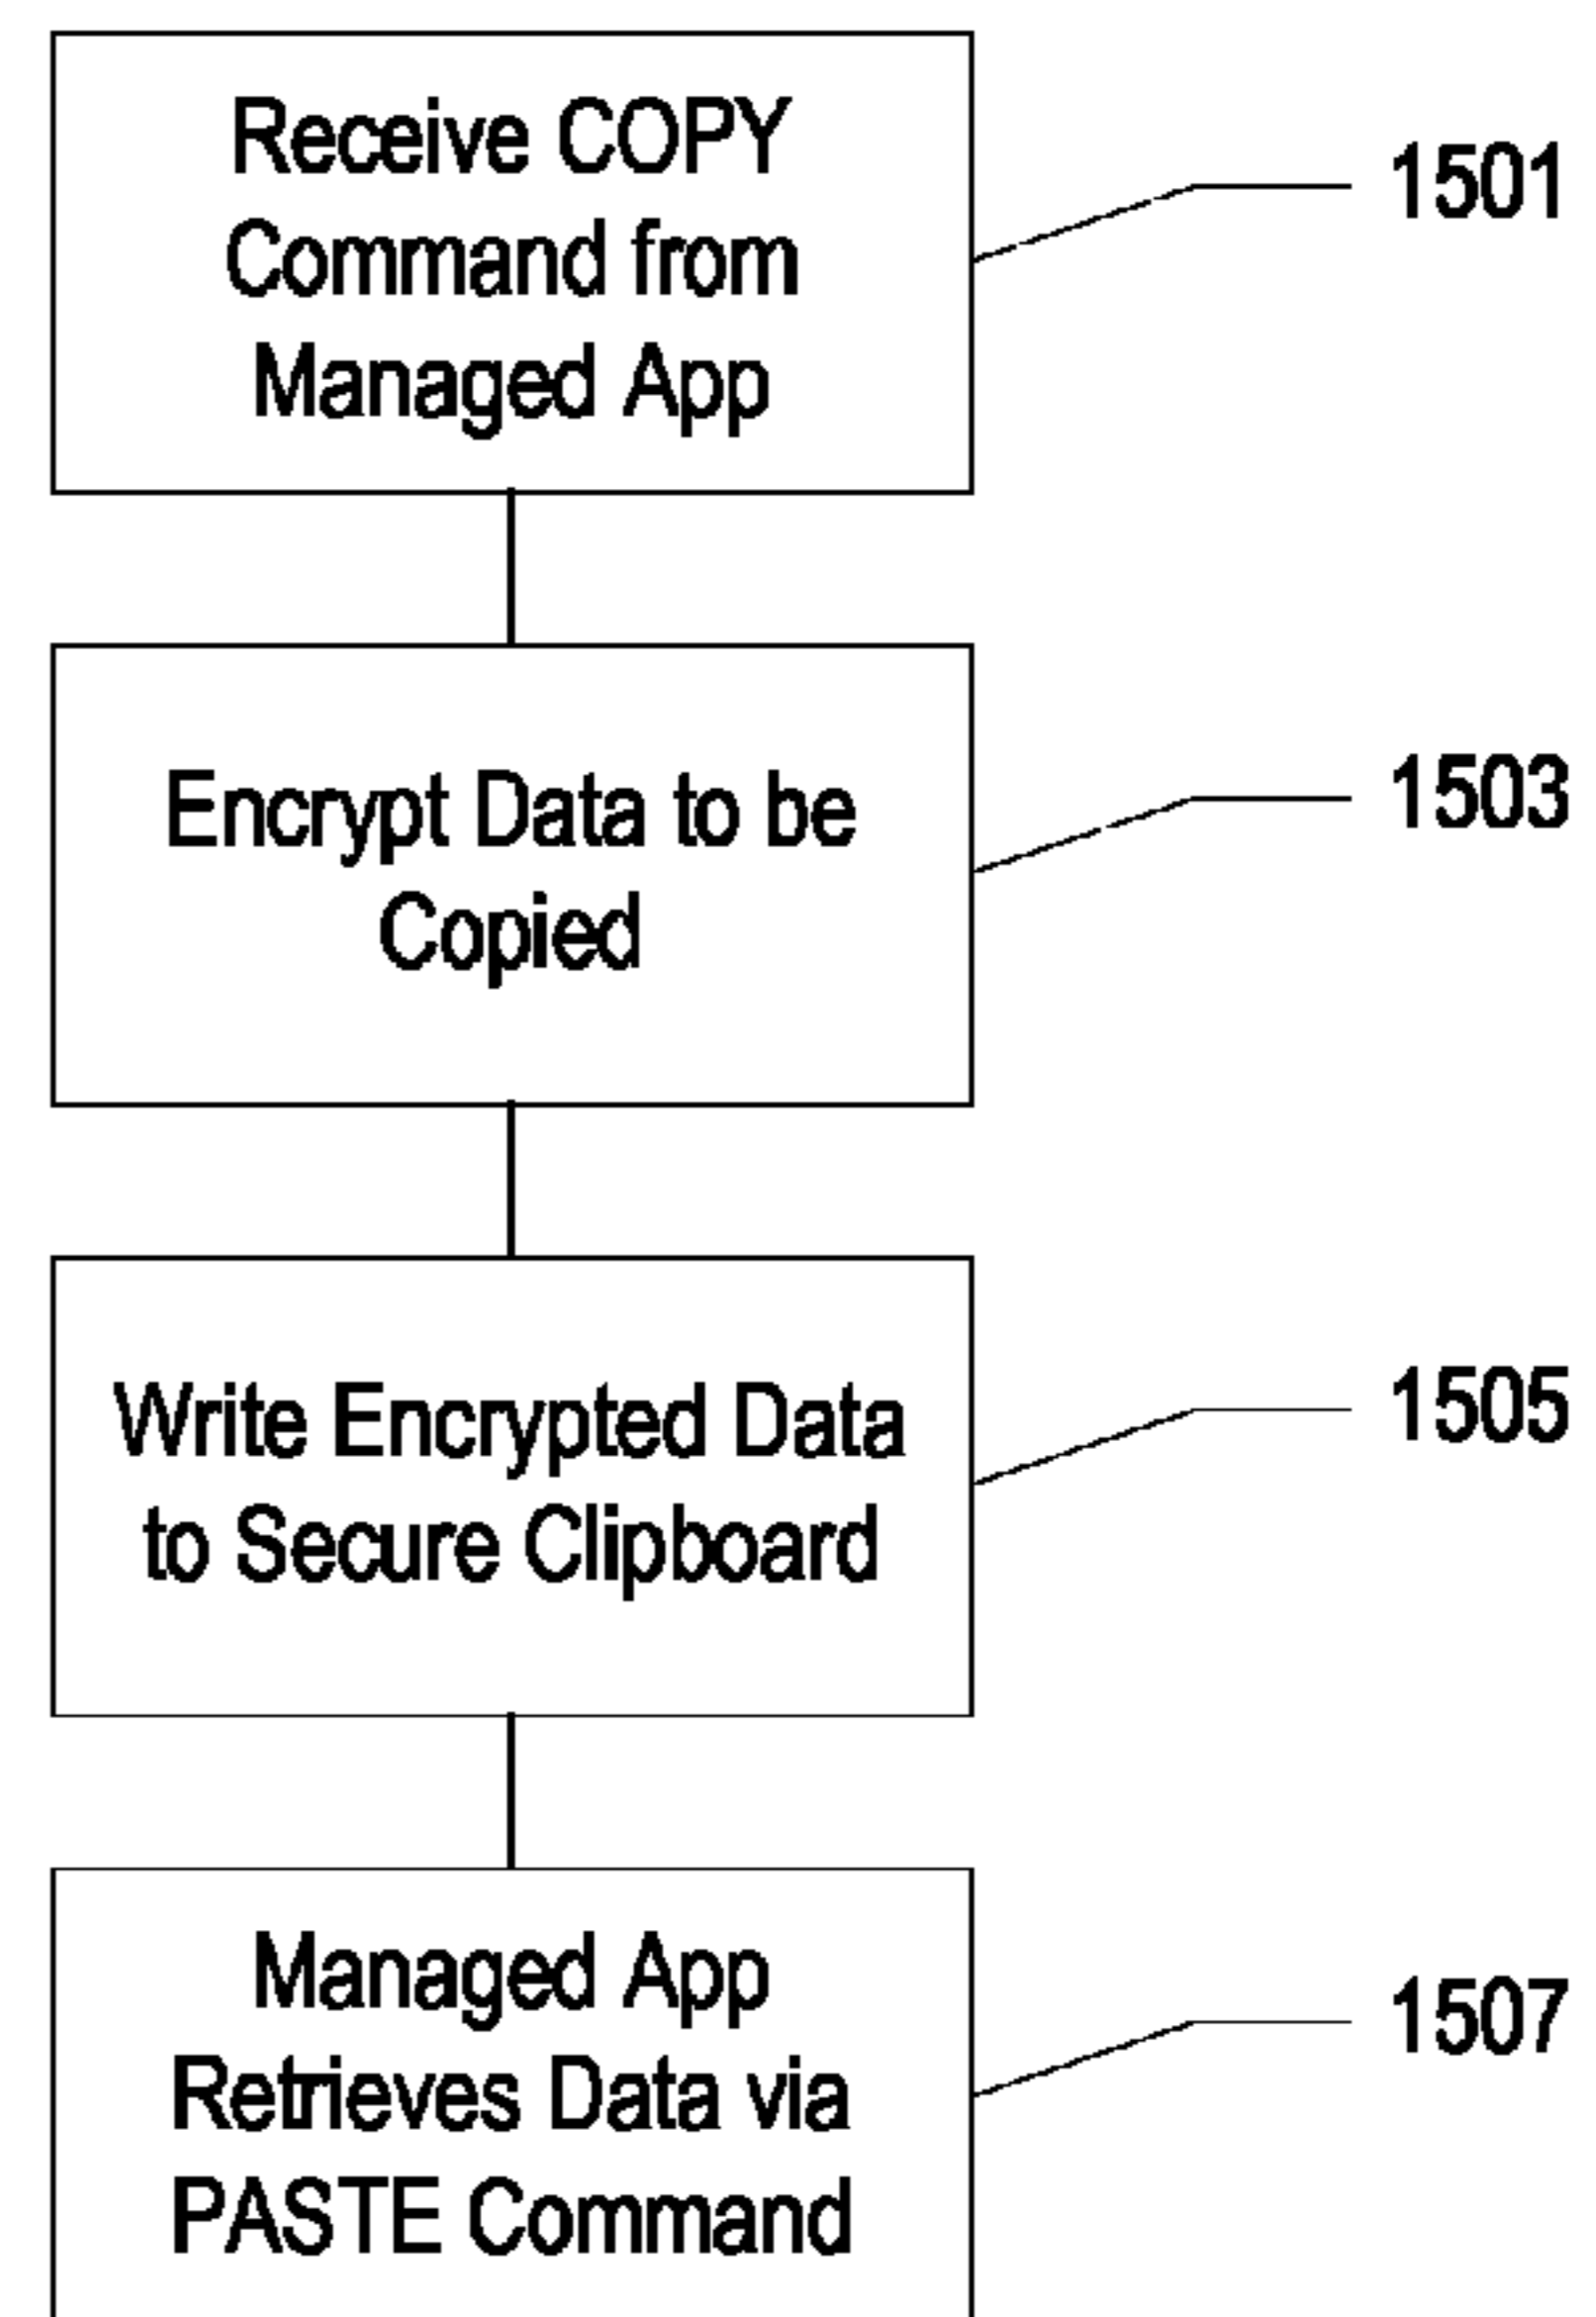 Receive COPY
Command from
Managed App
1501
Encrypt Data to be
Copied
1503
Write Encrypted Data
to Secure Clipboard
1505
Managed App
Retrieves Data via
PASTE Command
1507